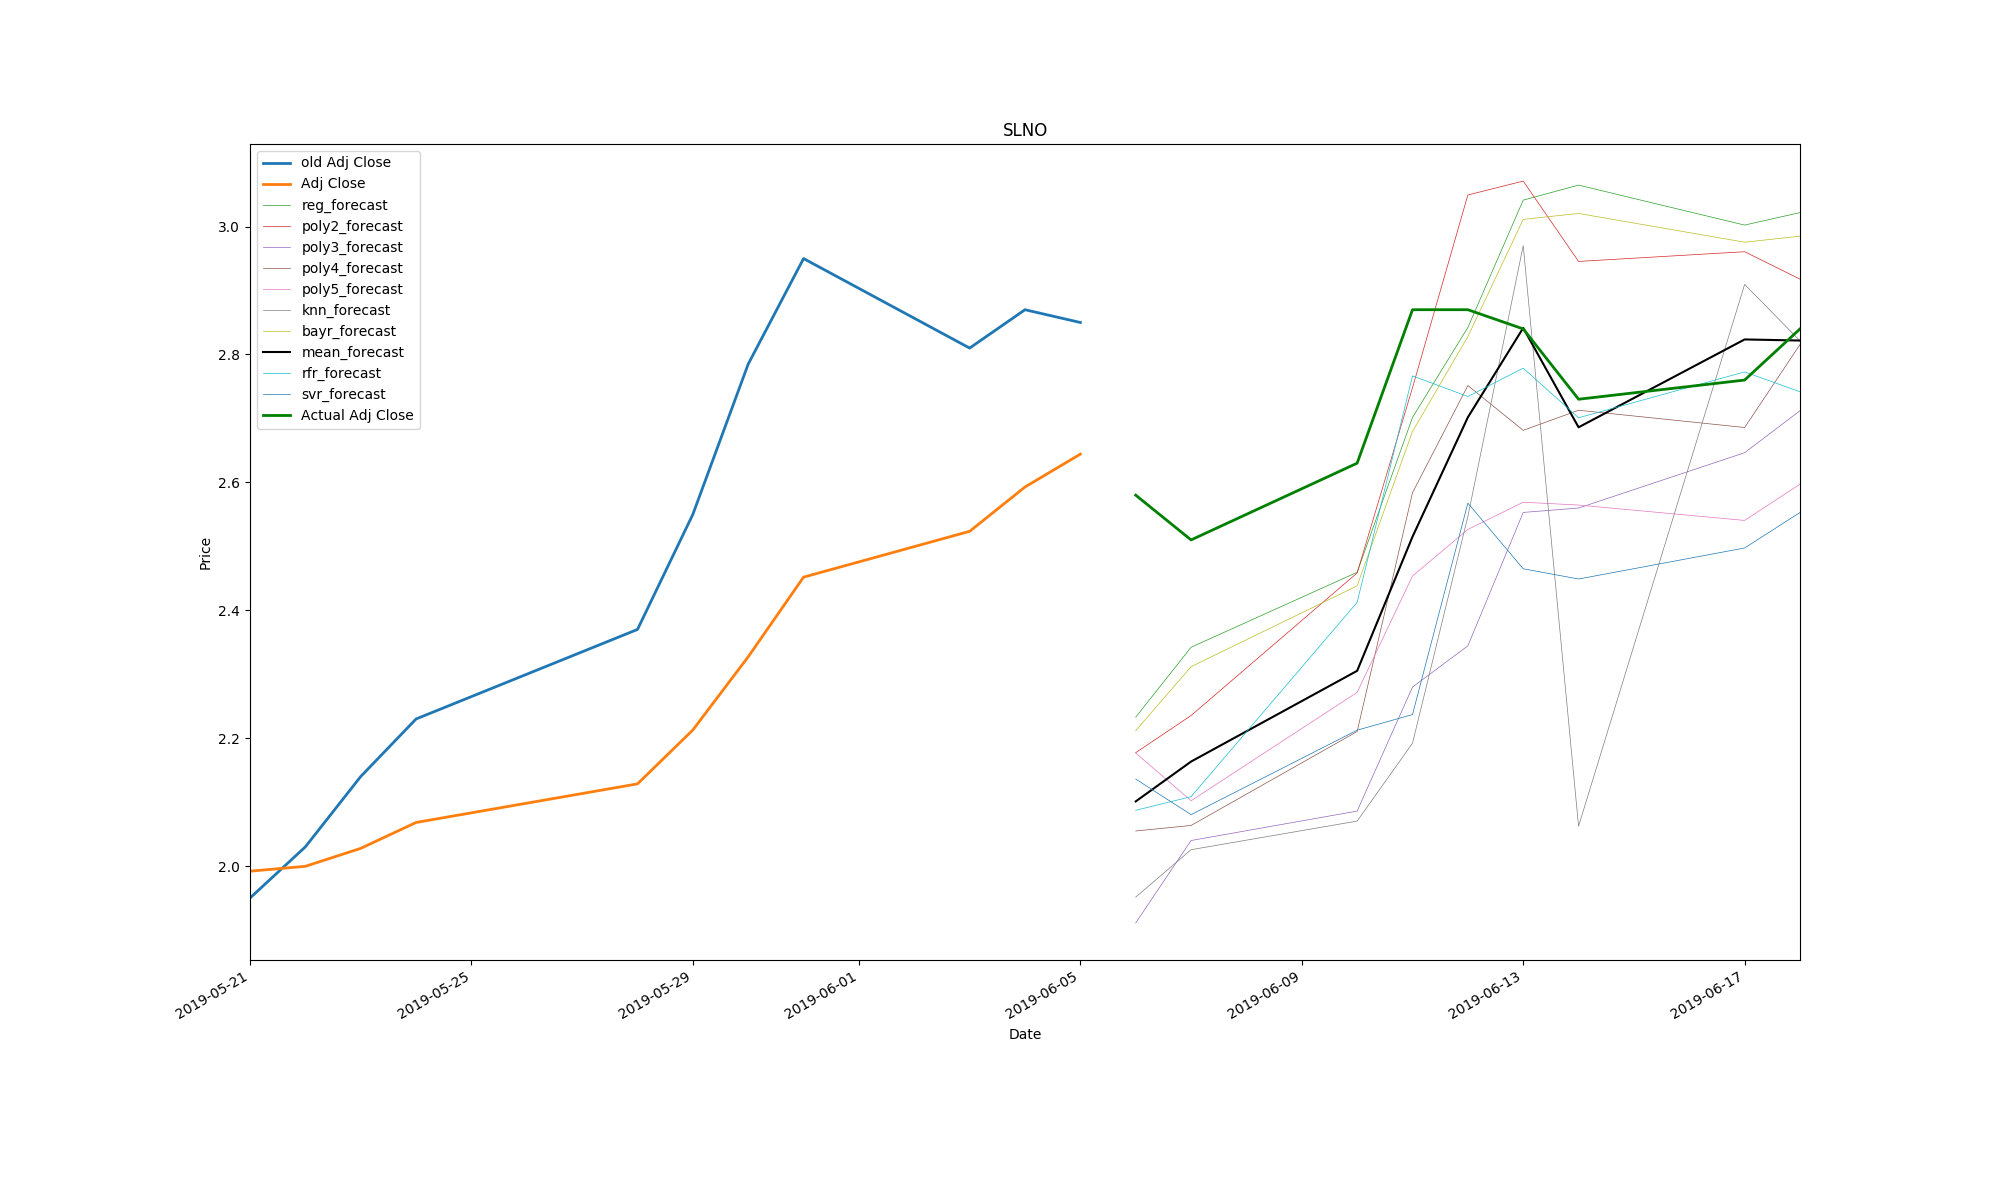 SLNO
old Adj Close
Adj Close
reg_forecast
poly2_forecast
poly3_forecast
poly4_forecast
poly5_forecast
knn_forecast
bayr_forecast
mean_forecast
rfr_forecast
svr_forecast
Actual Adj Close
3.0
2.8
2.6
2.4
2.2
2.0
Price
2019-05-21
2019-05-25
2019-05-29
2019-06-01
2019-06-05
2019-06-09
2019-06-13
2019-06-17
Date